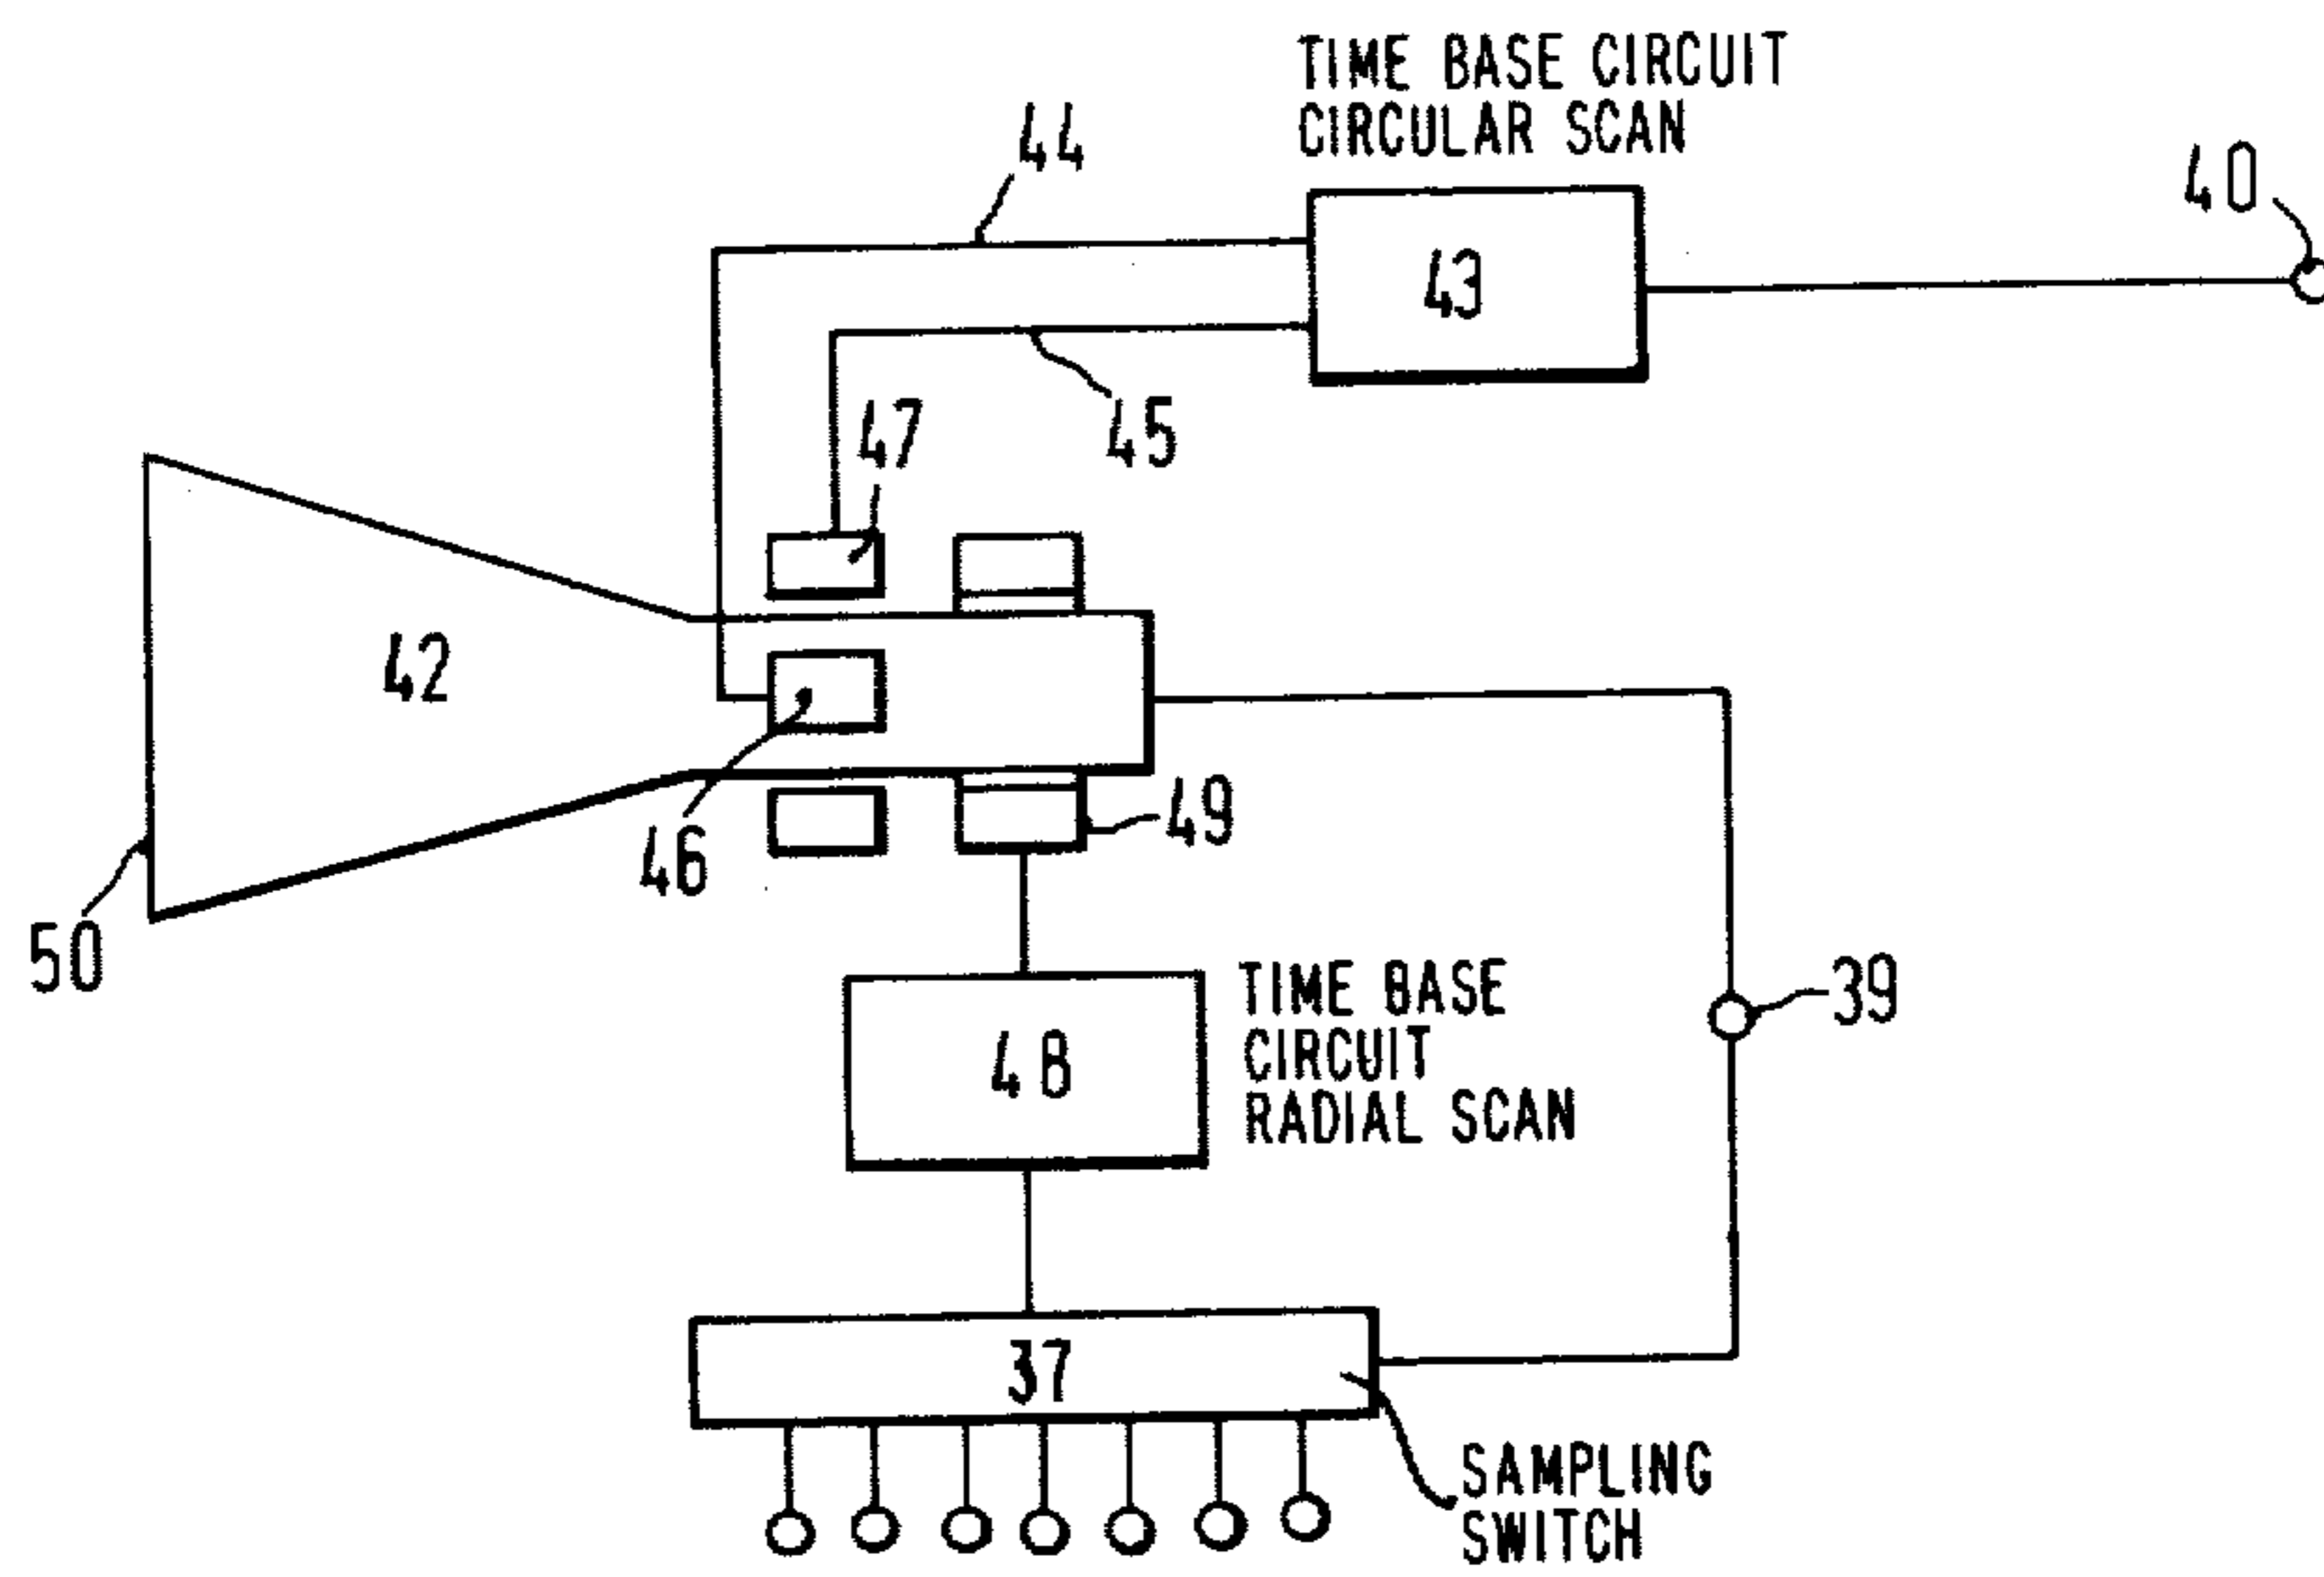 TIME BASE CIRCUIT
CIRCULAR SCAN
44
40
43
47
45
42
46
49
50
39
TIME BASE
CIRCUIT
RADIAL SCAN
48
37
SAMPLING
SWITCH